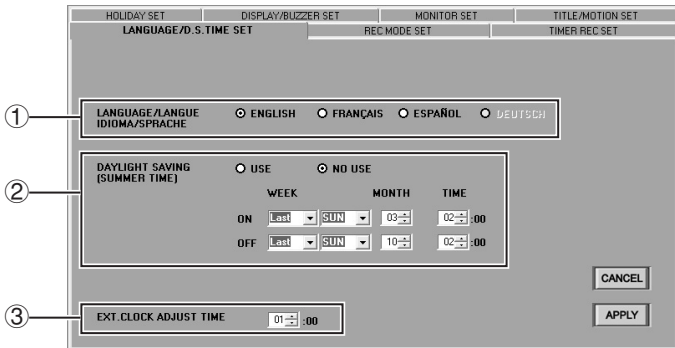 HOLIDAY SET DISPLAY/BUZZER SET MONITOR SET TITLE/MOTION SET
LANGUAGE/D.S.TIME SET REC MODE SET TIMER REC SET
① LANGUAGE/LANGUE ENGLISH FRANÇAIS ESPAÑOL DEUTSCH
IDIOMA/SPRACHE
② DAYLIGHT SAVING USE NO USE
(SUMMER TIME)
WEEK MONTH TIME
ON Last SUN 03 02 :00
OFF Last SUN 10 02 :00
CANCEL
③ EXT.CLOCK ADJUST TIME 01 :00 APPLY